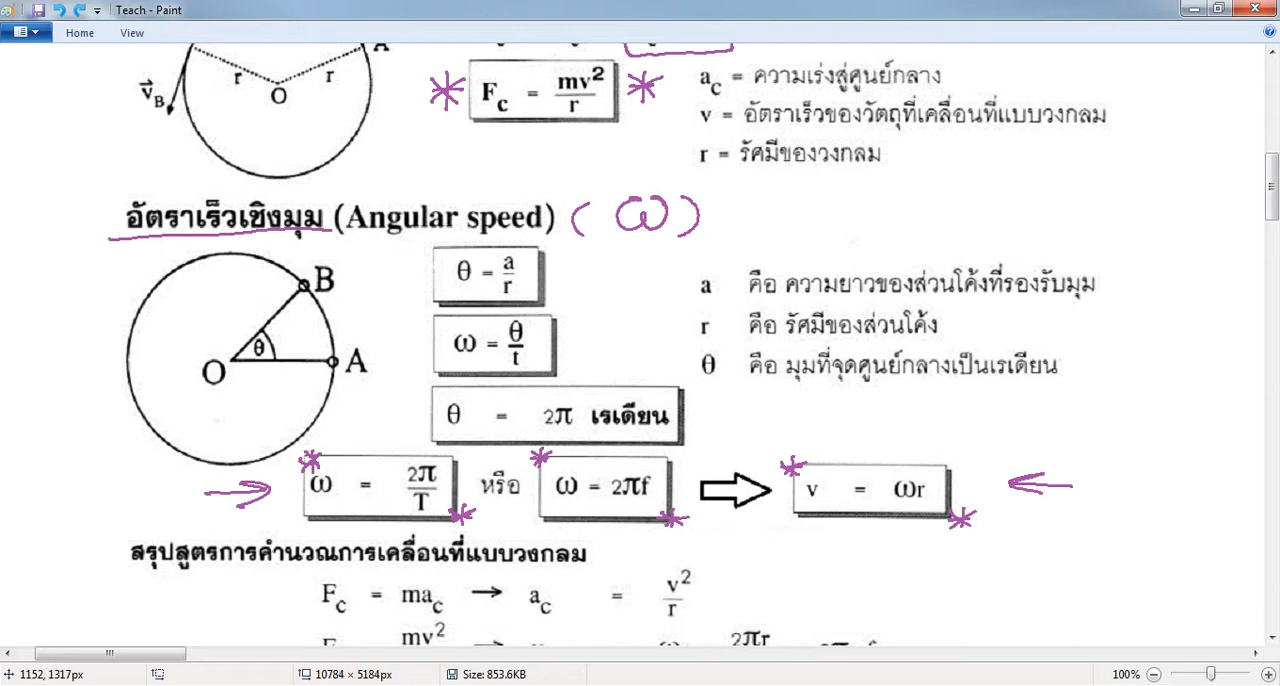 Teach - Paint
Home View
A
r r
O
v⃗B
* Fc = mv²/r *
ac = ความเร่งสู่ศูนย์กลาง
v = อัตราเร็วของวัตถุที่เคลื่อนที่แบบวงกลม
r = รัศมีของวงกลม
อัตราเร็วเชิงมุม (Angular speed) ( ω )
B
θ
O A
θ = a/r
ω = θ/t
θ = 2π เรเดียน
a คือ ความยาวของส่วนโค้งที่รองรับมุม
r คือ รัศมีของส่วนโค้ง
θ คือ มุมที่จุดศูนย์กลางเป็นเรเดียน
ω = 2π/T หรือ ω = 2πf v = ωr
สรุปสูตรการคำนวณการเคลื่อนที่แบบวงกลม
Fc = mac → ac = v²/r
mv² 2πr
1152, 1317px 10784 × 5184px Size: 853.6KB 100%